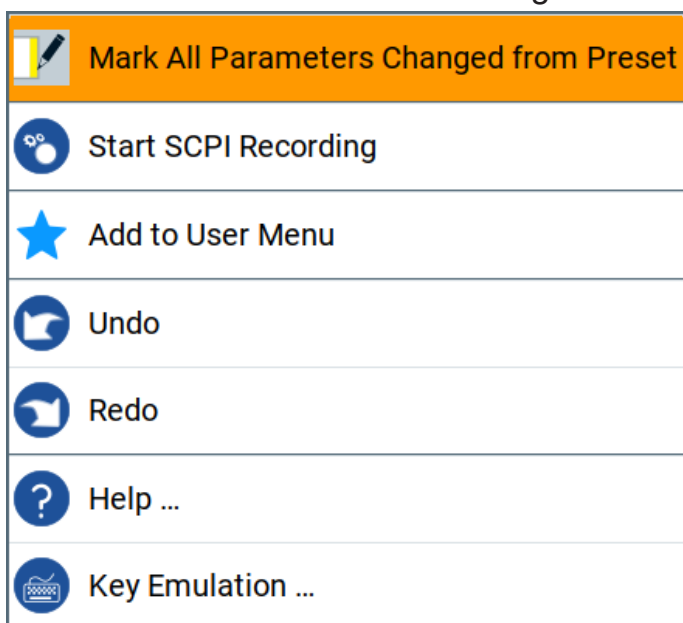 Mark All Parameters Changed from Preset
Start SCPI Recording
Add to User Menu
Undo
Redo
Help ...
Key Emulation ...